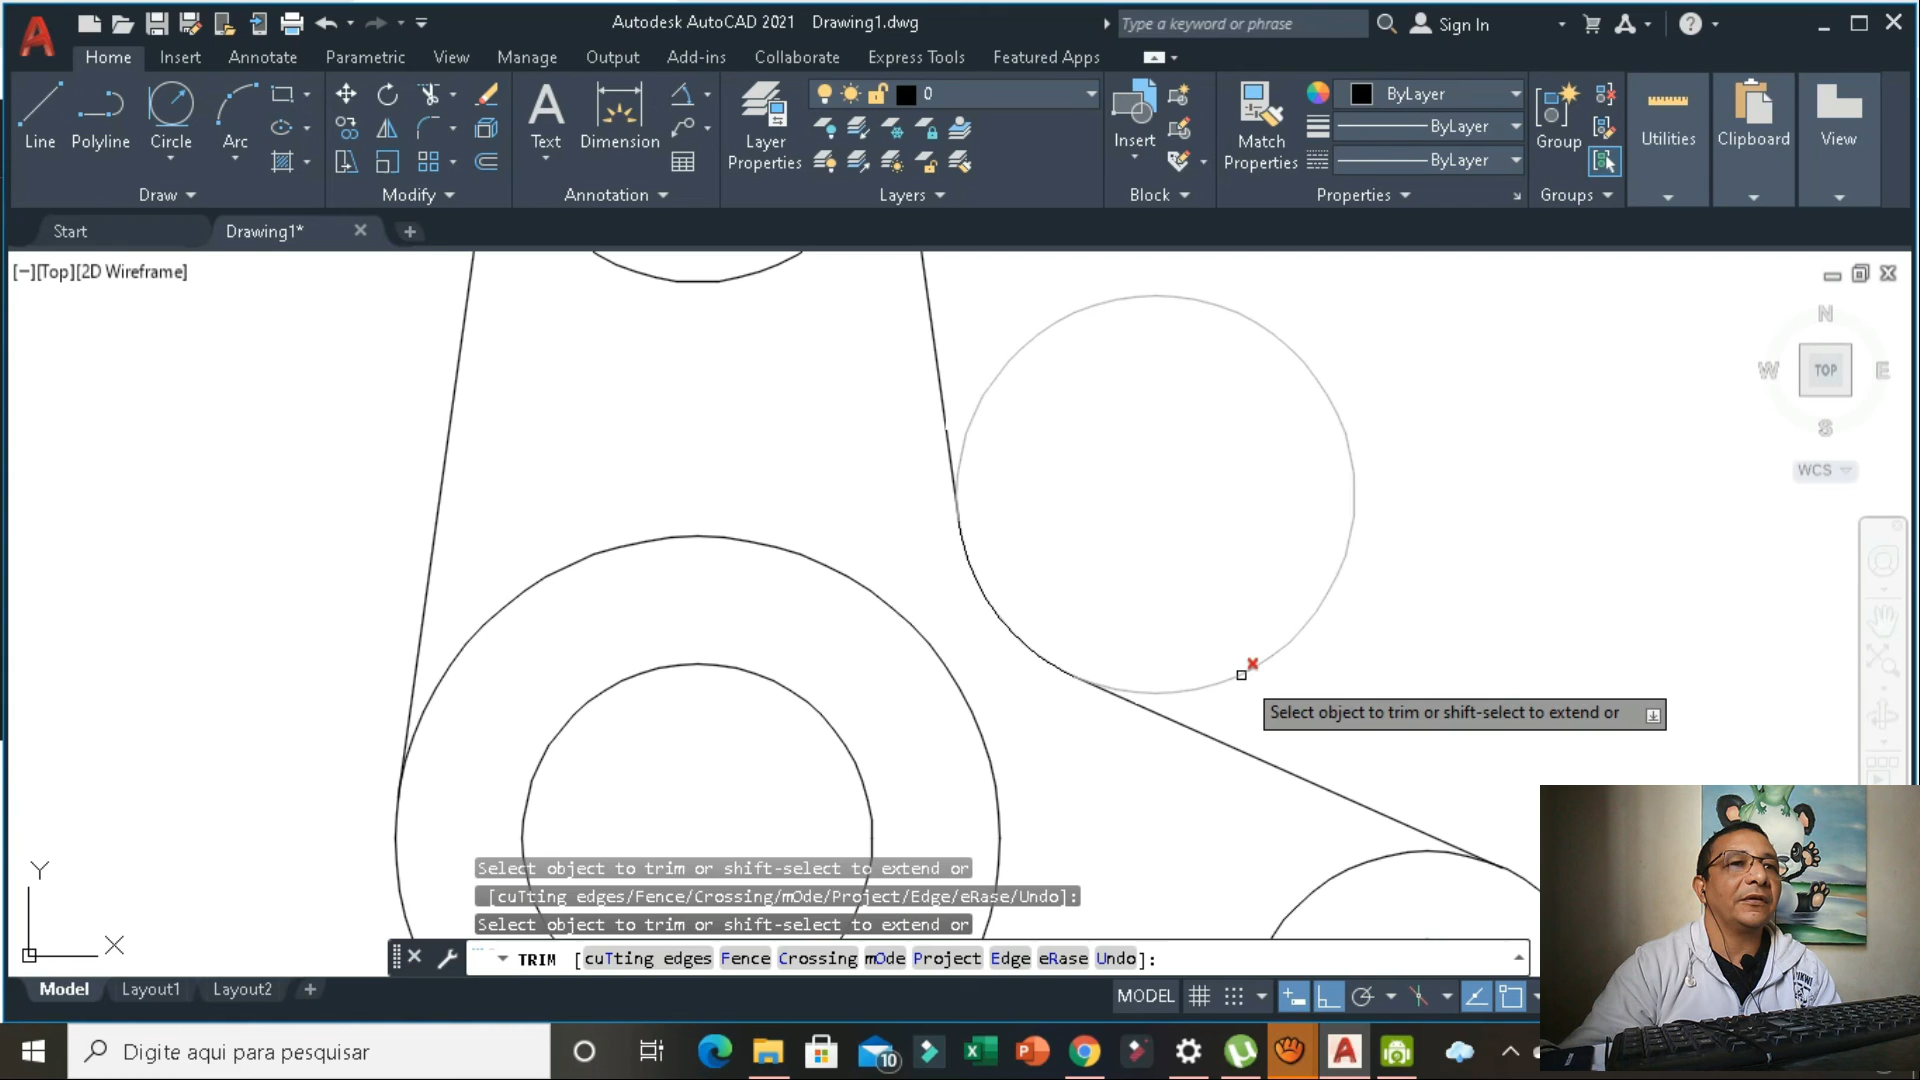 Autodesk AutoCAD 2021 Drawing1.dwg
Type a keyword or phrase
Sign In
Home Insert Annotate Parametric View Manage Output Add-ins Collaborate Express Tools Featured Apps
Line Polyline Circle Arc
Text Dimension
Layer Properties
0
Insert
Match Properties
ByLayer
ByLayer
ByLayer
Group
Utilities
Clipboard
View
Draw Modify Annotation Layers Block Properties Groups
Start Drawing1*
[−][Top][2D Wireframe]
N
W TOP E
S
WCS
Select object to trim or shift-select to extend or
Select object to trim or shift-select to extend or
[cuTting edges/Fence/Crossing/mOde/Project/Edge/eRase/Undo]:
Select object to trim or shift-select to extend or
TRIM [cuTting edges Fence Crossing mOde Project Edge eRase Undo]:
Y
X
Model Layout1 Layout2
MODEL
Digite aqui para pesquisar
10